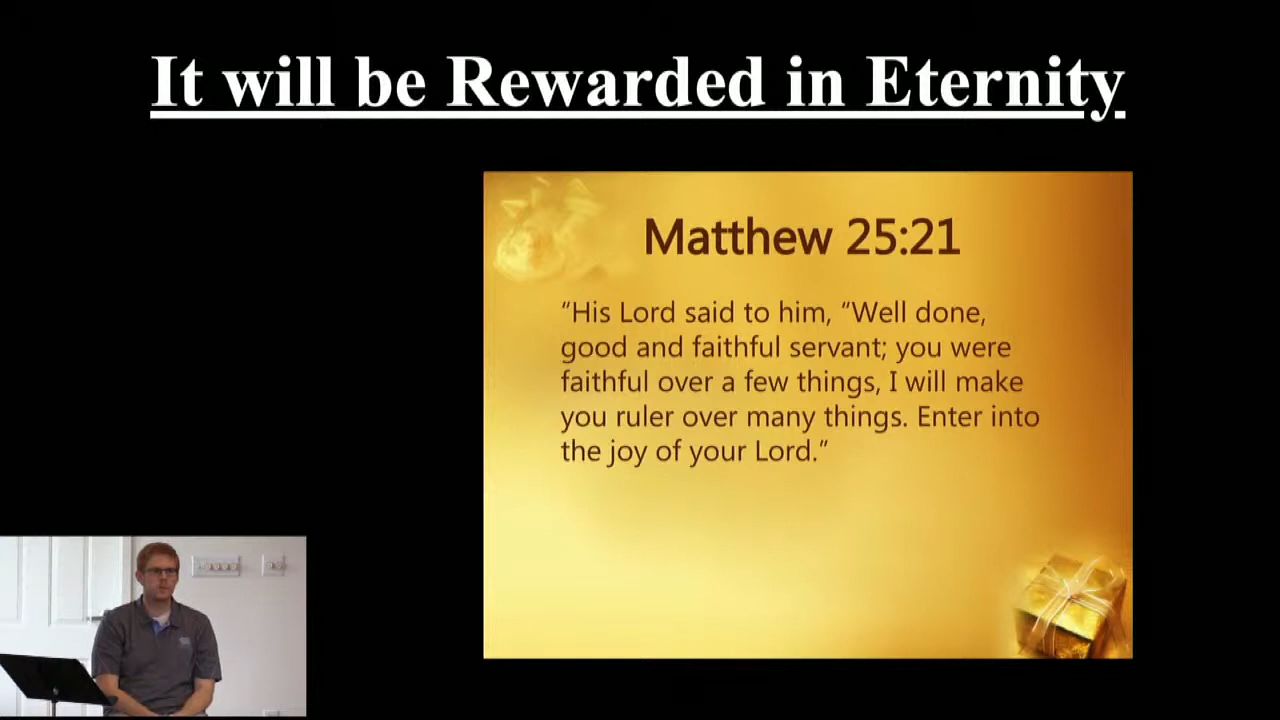 It will be Rewarded in Eternity
Matthew 25:21
“His Lord said to him, “Well done,
good and faithful servant; you were
faithful over a few things, I will make
you ruler over many things. Enter into
the joy of your Lord.”